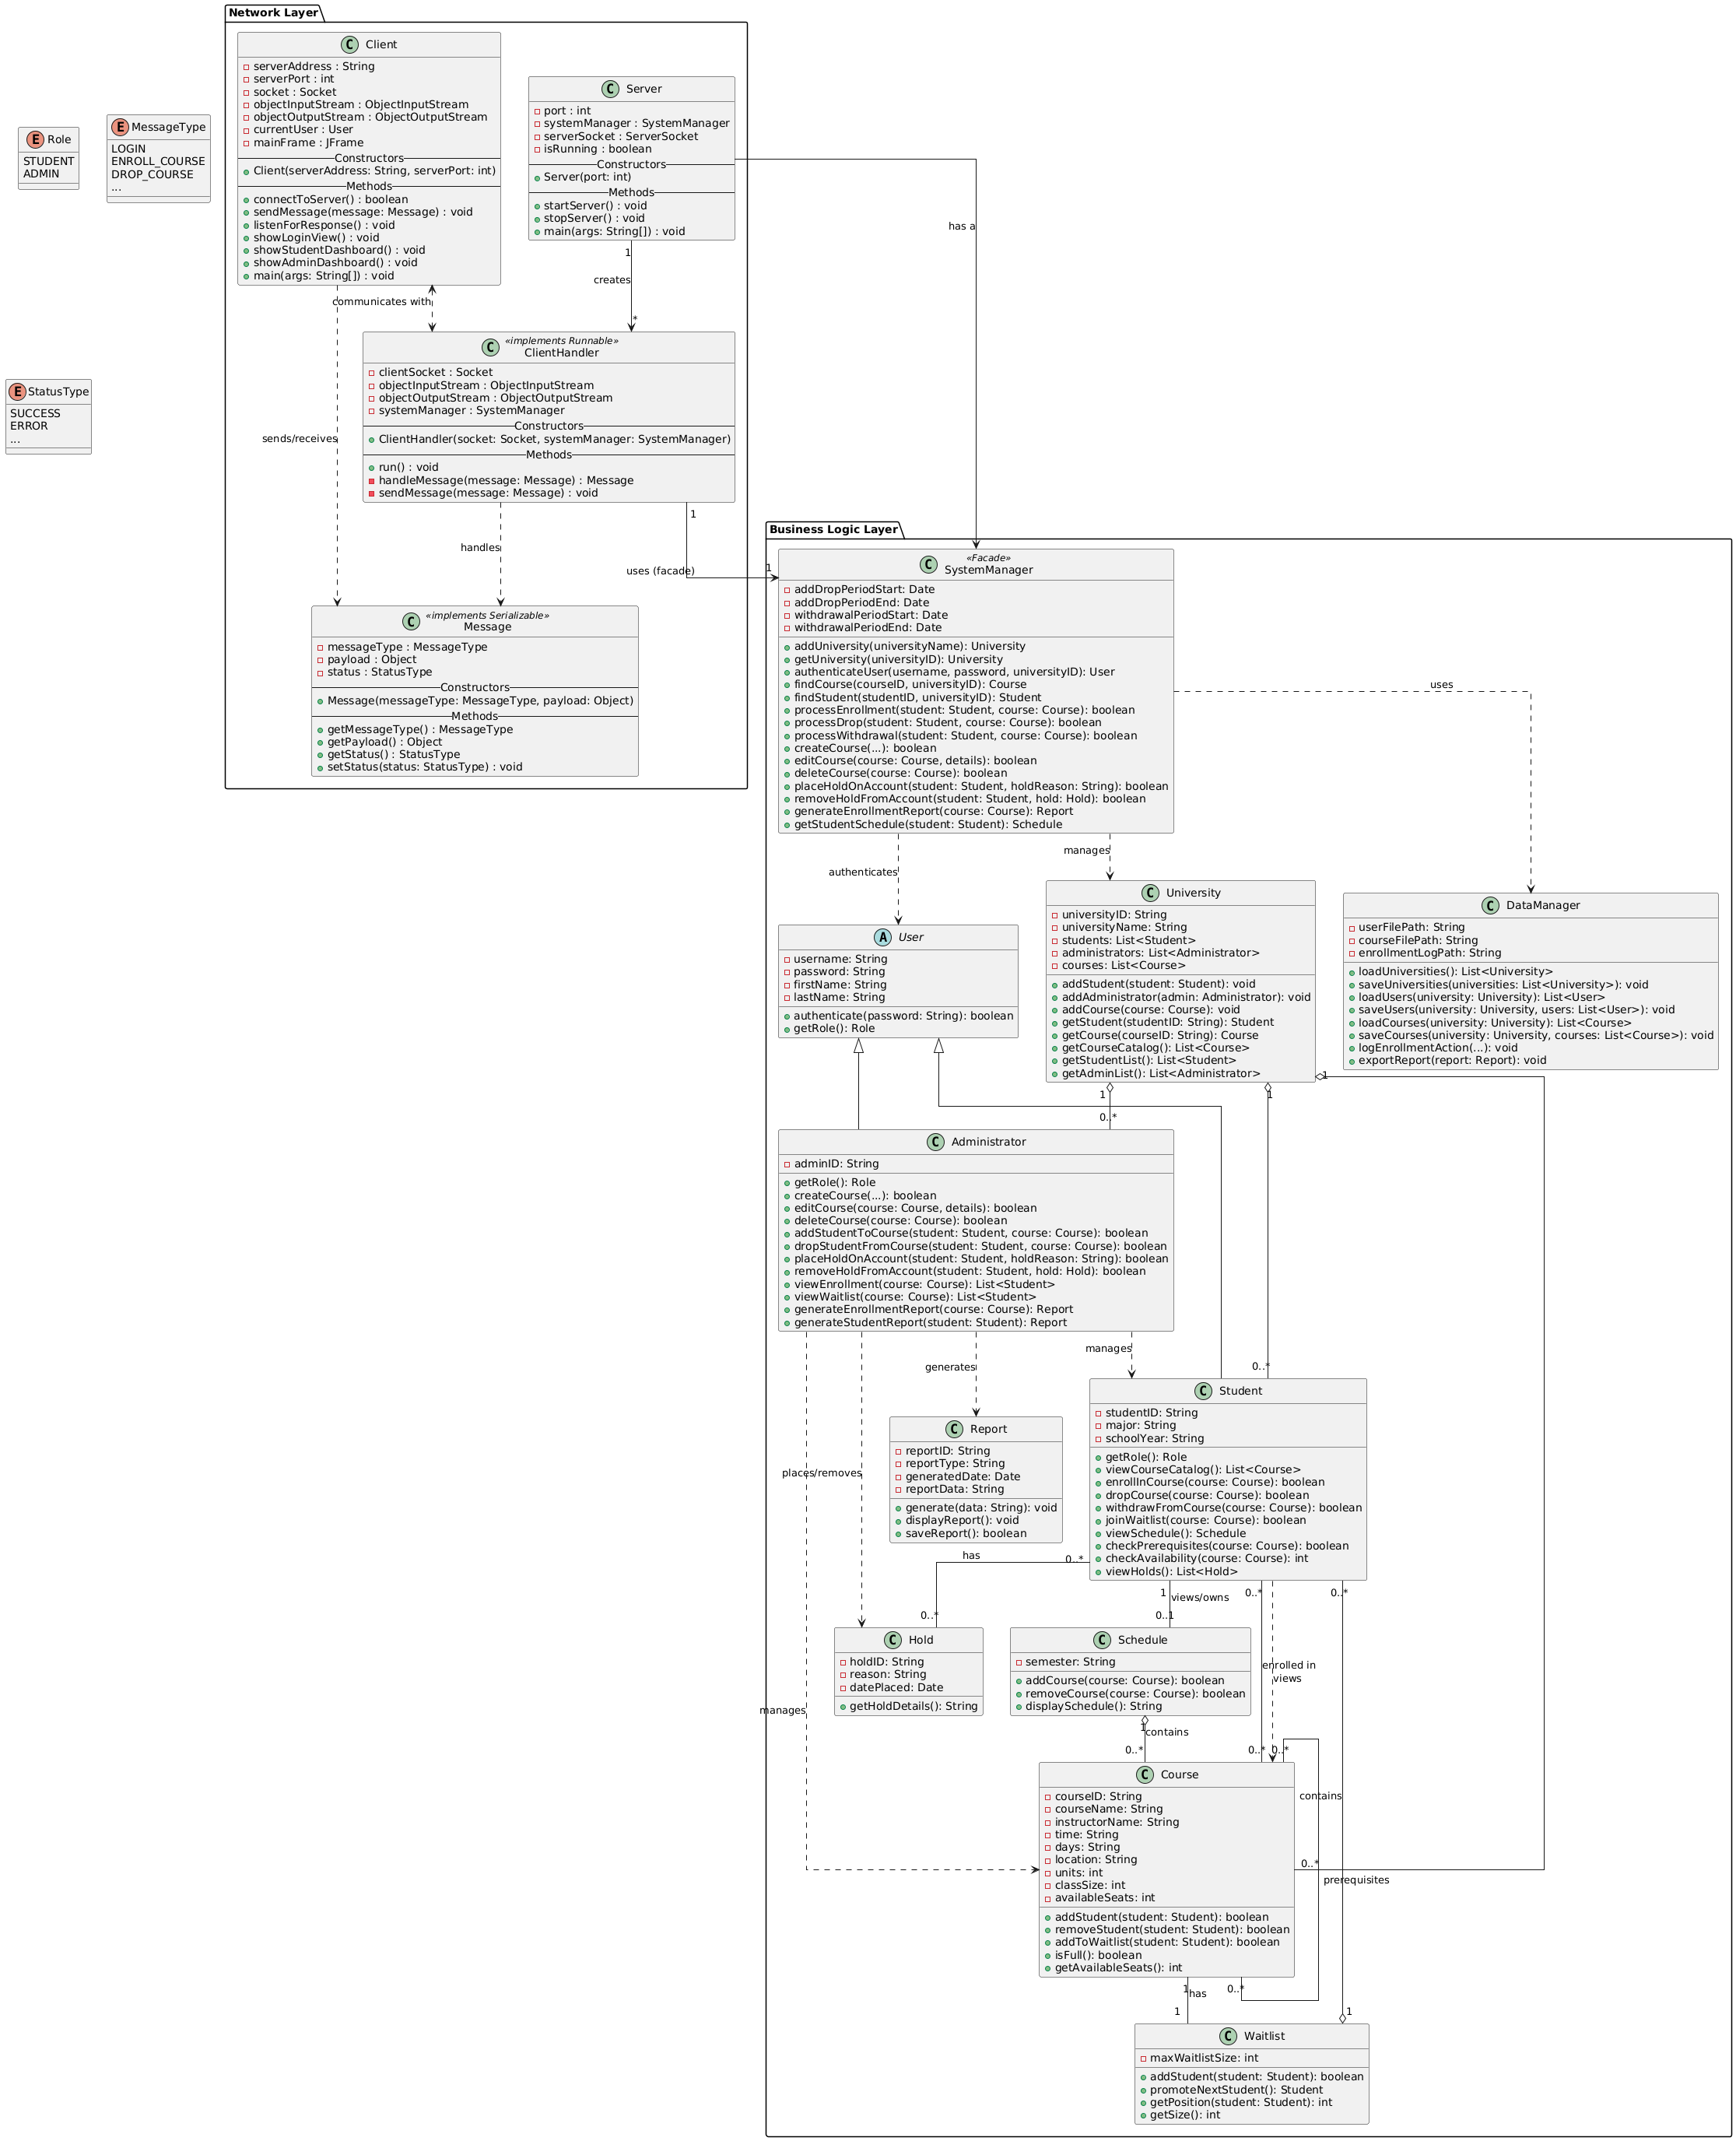 Network Layer
C Client
serverAddress : String
serverPort : int
socket : Socket
objectInputStream : ObjectInputStream
objectOutputStream : ObjectOutputStream
currentUser : User
mainFrame : JFrame
Constructors
Client(serverAddress: String, serverPort: int)
Methods
connectToServer() : boolean
sendMessage(message: Message) : void
listenForResponse() : void
showLoginView() : void
showStudentDashboard() : void
showAdminDashboard() : void
main(args: String[]) : void
C Server
port : int
systemManager : SystemManager
serverSocket : ServerSocket
isRunning : boolean
Constructors
Server(port: int)
Methods
startServer() : void
stopServer() : void
main(args: String[]) : void
E Role
STUDENT
ADMIN
E MessageType
LOGIN
ENROLL_COURSE
DROP_COURSE
...
has a
1
creates
*
communicates with
E StatusType
SUCCESS
ERROR
...
C «implements Runnable»
ClientHandler
clientSocket : Socket
objectInputStream : ObjectInputStream
objectOutputStream : ObjectOutputStream
systemManager : SystemManager
Constructors
ClientHandler(socket: Socket, systemManager: SystemManager)
Methods
run() : void
handleMessage(message: Message) : Message
sendMessage(message: Message) : void
sends/receives
handles
1
uses (facade)
1
C «implements Serializable»
Message
messageType : MessageType
payload : Object
status : StatusType
Constructors
Message(messageType: MessageType, payload: Object)
Methods
getMessageType() : MessageType
getPayload() : Object
getStatus() : StatusType
setStatus(status: StatusType) : void
Business Logic Layer
C «Facade»
SystemManager
addDropPeriodStart: Date
addDropPeriodEnd: Date
withdrawalPeriodStart: Date
withdrawalPeriodEnd: Date
addUniversity(universityName): University
getUniversity(universityID): University
authenticateUser(username, password, universityID): User
findCourse(courseID, universityID): Course
findStudent(studentID, universityID): Student
processEnrollment(student: Student, course: Course): boolean
processDrop(student: Student, course: Course): boolean
processWithdrawal(student: Student, course: Course): boolean
createCourse(...): boolean
editCourse(course: Course, details): boolean
deleteCourse(course: Course): boolean
placeHoldOnAccount(student: Student, holdReason: String): boolean
removeHoldFromAccount(student: Student, hold: Hold): boolean
generateEnrollmentReport(course: Course): Report
getStudentSchedule(student: Student): Schedule
uses
authenticates
manages
A User
username: String
password: String
firstName: String
lastName: String
authenticate(password: String): boolean
getRole(): Role
C University
universityID: String
universityName: String
students: List<Student>
administrators: List<Administrator>
courses: List<Course>
addStudent(student: Student): void
addAdministrator(admin: Administrator): void
addCourse(course: Course): void
getStudent(studentID: String): Student
getCourse(courseID: String): Course
getCourseCatalog(): List<Course>
getStudentList(): List<Student>
getAdminList(): List<Administrator>
C DataManager
userFilePath: String
courseFilePath: String
enrollmentLogPath: String
loadUniversities(): List<University>
saveUniversities(universities: List<University>): void
loadUsers(university: University): List<User>
saveUsers(university: University, users: List<User>): void
loadCourses(university: University): List<Course>
saveCourses(university: University, courses: List<Course>): void
logEnrollmentAction(...): void
exportReport(report: Report): void
1
1
1
0..*
C Administrator
adminID: String
getRole(): Role
createCourse(...): boolean
editCourse(course: Course, details): boolean
deleteCourse(course: Course): boolean
addStudentToCourse(student: Student, course: Course): boolean
dropStudentFromCourse(student: Student, course: Course): boolean
placeHoldOnAccount(student: Student, holdReason: String): boolean
removeHoldFromAccount(student: Student, hold: Hold): boolean
viewEnrollment(course: Course): List<Student>
viewWaitlist(course: Course): List<Student>
generateEnrollmentReport(course: Course): Report
generateStudentReport(student: Student): Report
manages
generates
0..*
places/removes
C Report
reportID: String
reportType: String
generatedDate: Date
reportData: String
generate(data: String): void
displayReport(): void
saveReport(): boolean
C Student
studentID: String
major: String
schoolYear: String
getRole(): Role
viewCourseCatalog(): List<Course>
enrollInCourse(course: Course): boolean
dropCourse(course: Course): boolean
withdrawFromCourse(course: Course): boolean
joinWaitlist(course: Course): boolean
viewSchedule(): Schedule
checkPrerequisites(course: Course): boolean
checkAvailability(course: Course): int
viewHolds(): List<Hold>
has
0..*
0..*
1
views/owns
0..1
0..*
0..*
enrolled in
views
C Hold
holdID: String
reason: String
datePlaced: Date
getHoldDetails(): String
C Schedule
semester: String
addCourse(course: Course): boolean
removeCourse(course: Course): boolean
displaySchedule(): String
manages
1
contains
0..*
0..*
0..*
contains
C Course
courseID: String
courseName: String
instructorName: String
time: String
days: String
location: String
units: int
classSize: int
availableSeats: int
addStudent(student: Student): boolean
removeStudent(student: Student): boolean
addToWaitlist(student: Student): boolean
isFull(): boolean
getAvailableSeats(): int
0..*
prerequisites
1
has
1
0..*
1
C Waitlist
maxWaitlistSize: int
addStudent(student: Student): boolean
promoteNextStudent(): Student
getPosition(student: Student): int
getSize(): int